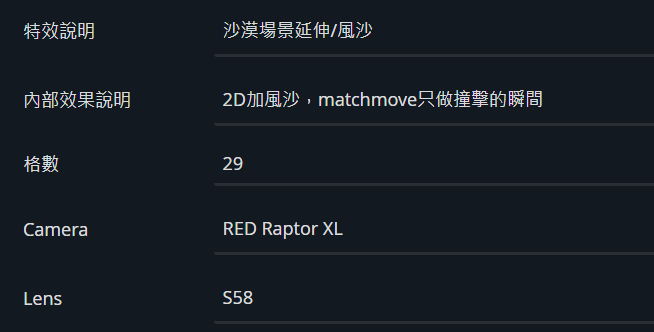 特效說明 沙漠場景延伸/風沙
內部效果說明 2D加風沙，matchmove只做撞擊的瞬間
格數 29
Camera RED Raptor XL
Lens S58